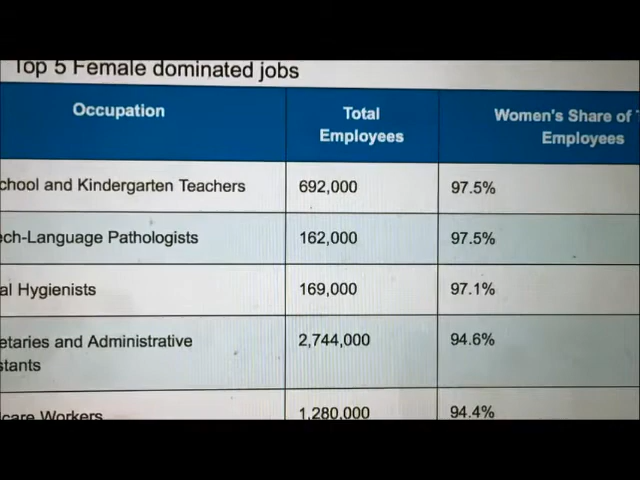 Top 5 Female dominated jobs
Occupation
Total
Employees
Women's Share of
Employees
chool and Kindergarten Teachers 692,000 97.5%
ech-Language Pathologists 162,000 97.5%
al Hygienists 169,000 97.1%
etaries and Administrative
stants
2,744,000 94.6%
care Workers 1,280,000 94.4%